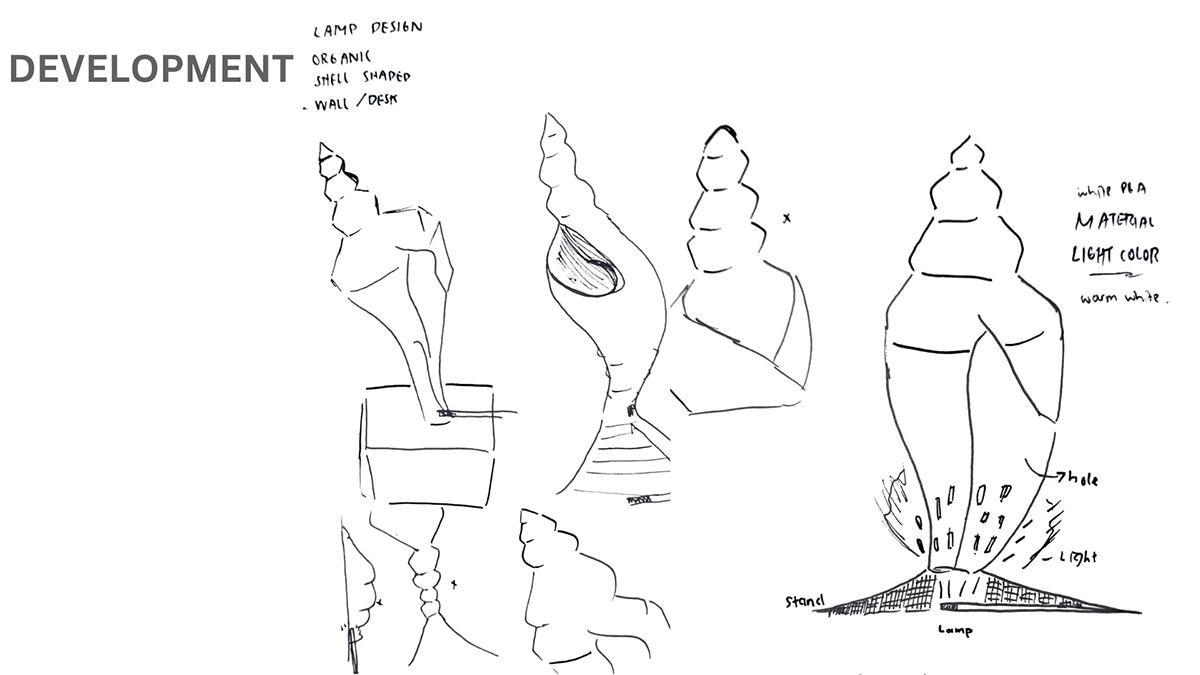 DEVELOPMENT
LAMP DESIGN
ORGANIC
SHELL SHAPED
. WALL / DESK
x
white PLA
MATERIAL
LIGHT COLOR
warm white.
hole
Light
Stand
Lamp
x
x